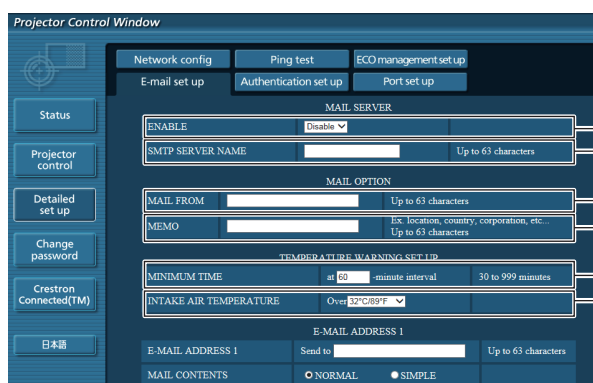 Projector Control Window
Network config Ping test ECO management set up
E-mail set up Authentication set up Port set up
Status
Projector control
Detailed set up
Change password
Crestron Connected(TM)
日本語
MAIL SERVER
ENABLE Disable
SMTP SERVER NAME Up to 63 characters
MAIL OPTION
MAIL FROM Up to 63 characters
MEMO Ex. location, country, corporation, etc...
Up to 63 characters
TEMPERATURE WARNING SET UP
MINIMUM TIME at 60 -minute interval 30 to 999 minutes
INTAKE AIR TEMPERATURE Over 32°C/89°F
E-MAIL ADDRESS 1
E-MAIL ADDRESS 1 Send to Up to 63 characters
MAIL CONTENTS NORMAL SIMPLE